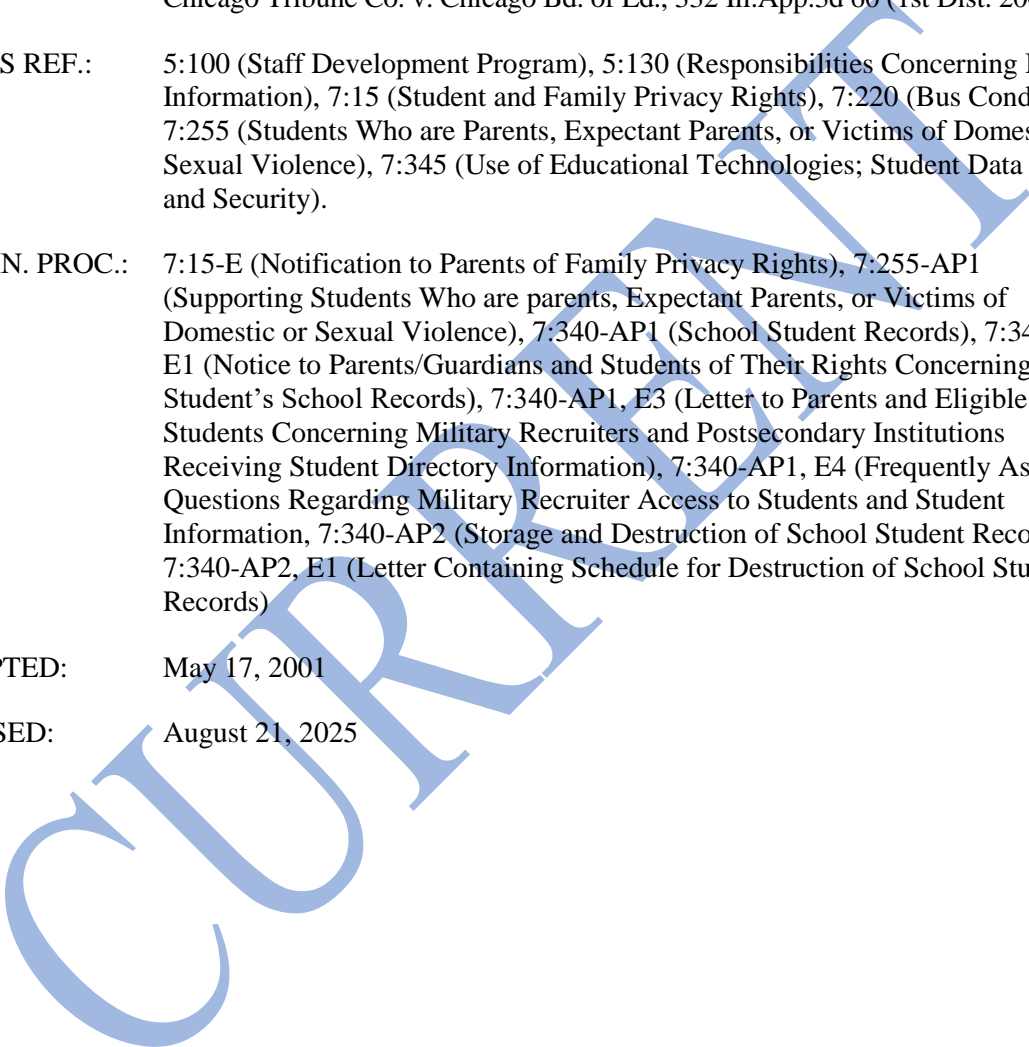 Chicago Tribune Co. v. Chicago Bd. of Ed., 332 Ill.App.3d 60 (1st Dist. 200
S REF.: 5:100 (Staff Development Program), 5:130 (Responsibilities Concerning
Information), 7:15 (Student and Family Privacy Rights), 7:220 (Bus Cond
7:255 (Students Who are Parents, Expectant Parents, or Victims of Domes
Sexual Violence), 7:345 (Use of Educational Technologies; Student Data
and Security).
N. PROC.: 7:15-E (Notification to Parents of Family Privacy Rights), 7:255-AP1
(Supporting Students Who are parents, Expectant Parents, or Victims of
Domestic or Sexual Violence), 7:340-AP1 (School Student Records), 7:34
E1 (Notice to Parents/Guardians and Students of Their Rights Concerning
Student’s School Records), 7:340-AP1, E3 (Letter to Parents and Eligible
Students Concerning Military Recruiters and Postsecondary Institutions
Receiving Student Directory Information), 7:340-AP1, E4 (Frequently As
Questions Regarding Military Recruiter Access to Students and Student
Information, 7:340-AP2 (Storage and Destruction of School Student Reco
7:340-AP2, E1 (Letter Containing Schedule for Destruction of School Stu
Records)
PTED: May 17, 2001
SED: August 21, 2025
CURRENT